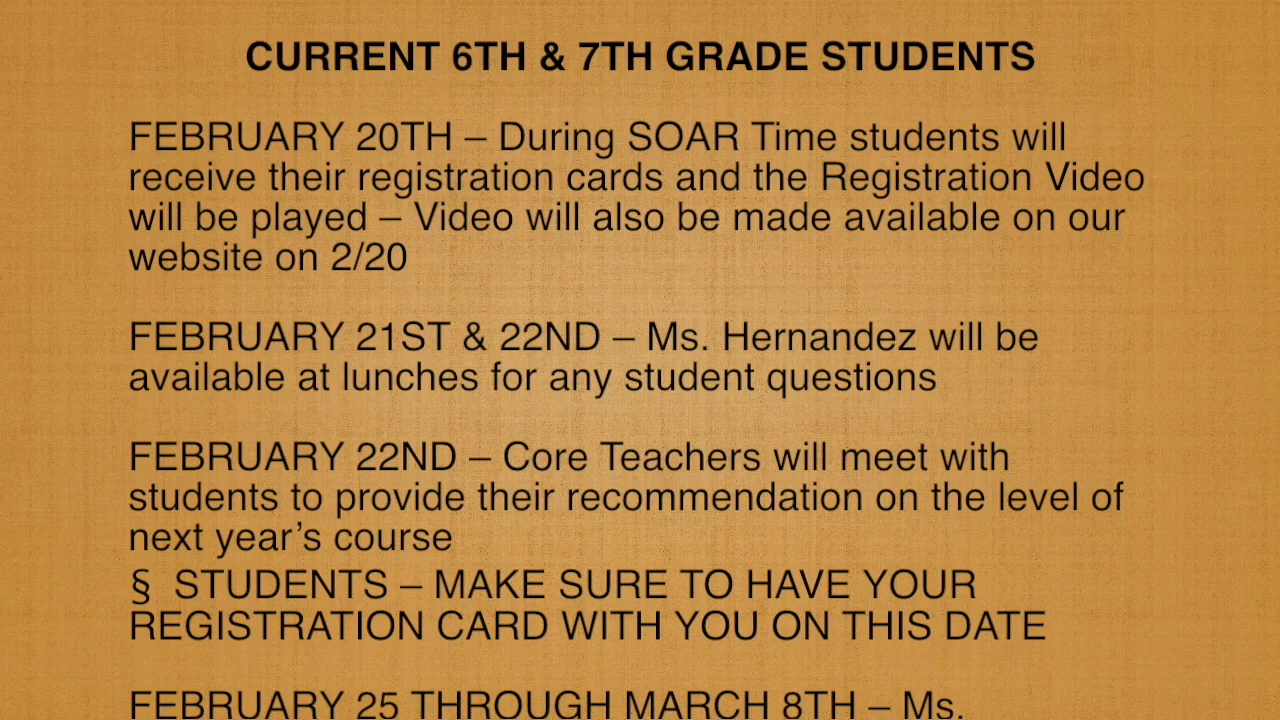 CURRENT 6TH & 7TH GRADE STUDENTS
FEBRUARY 20TH – During SOAR Time students will
receive their registration cards and the Registration Video
will be played – Video will also be made available on our
website on 2/20
FEBRUARY 21ST & 22ND – Ms. Hernandez will be
available at lunches for any student questions
FEBRUARY 22ND – Core Teachers will meet with
students to provide their recommendation on the level of
next year’s course
§ STUDENTS – MAKE SURE TO HAVE YOUR
REGISTRATION CARD WITH YOU ON THIS DATE
FEBRUARY 25 THROUGH MARCH 8TH – Ms.